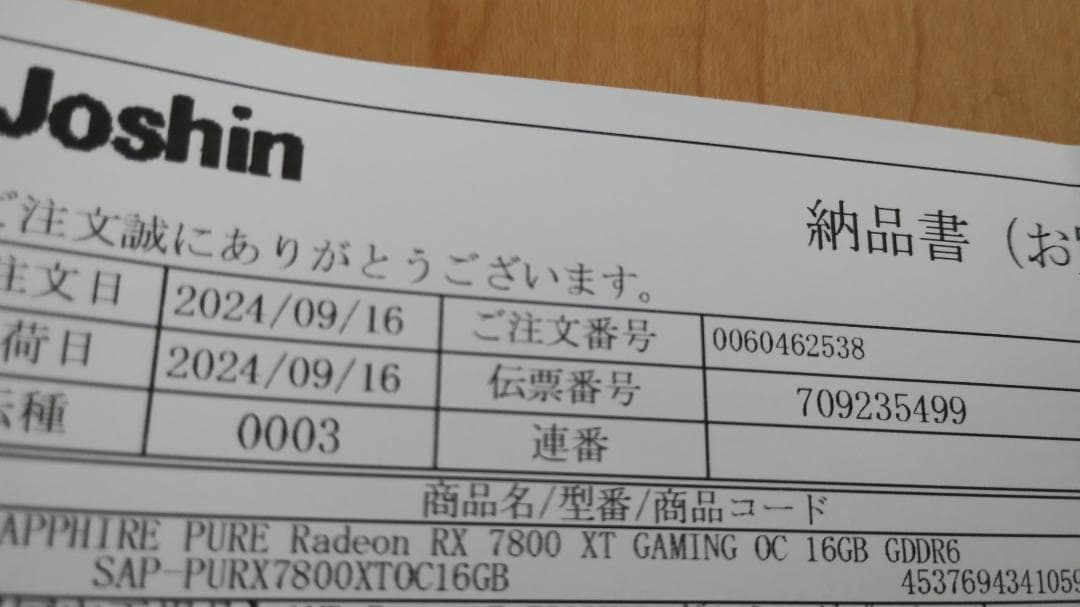 Joshin
納品書（お
ご注文誠にありがとうございます。
注文日 2024/09/16 ご注文番号 0060462538
荷日 2024/09/16 伝票番号 709235499
伝種 0003 連番
商品名/型番/商品コード
SAPPHIRE PURE Radeon RX 7800 XT GAMING OC 16GB GDDR6
SAP-PURX7800XTOC16GB 4537694341059